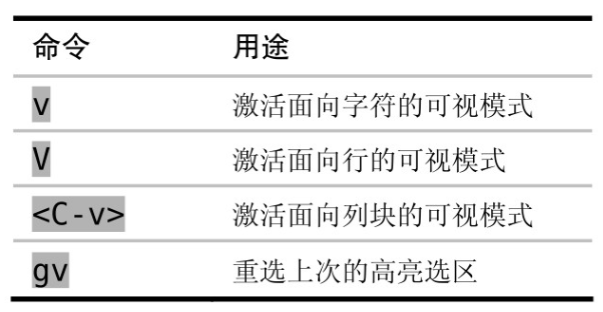 命令 用途
v 激活面向字符的可视模式
V 激活面向行的可视模式
<C-v> 激活面向列块的可视模式
gv 重选上次的高亮选区